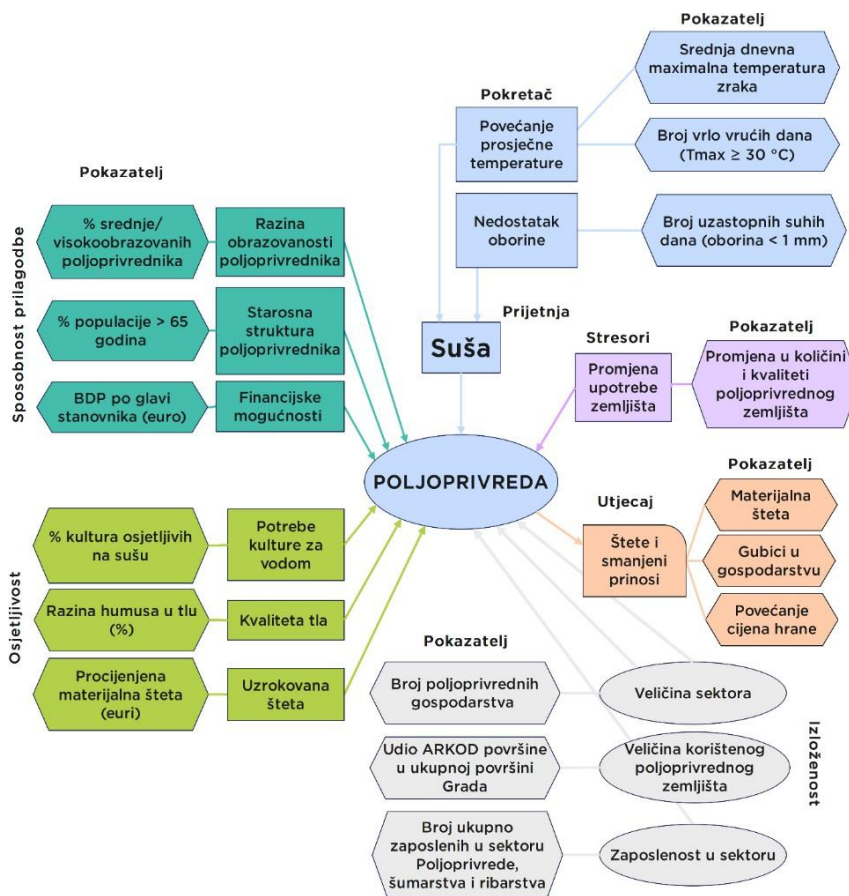 Pokazatelj
Srednja dnevna
maximalna temperatura
zraka
Pokretač
Povećanje
prosječne
temperature
Broj vrlo vrućih dana
(Tmax ≥ 30 °C)
Nedostatak
oborine
Broj uzastopnih suhih
dana (oborina < 1 mm)
Prijetnja
Suša
Pokazatelj
Sposobnost prilagodbe
% srednje/
visokoobrazovanih
poljoprivrednika
Razina
obrazovanosti
poljoprivrednika
% populacije > 65
godina
Starosna
struktura
poljoprivrednika
BDP po glavi
stanovnika (euro)
Financijske
mogućnosti
Stresori
Promjena
upotrebe
zemljišta
Pokazatelj
Promjena u količini
i kvaliteti
poljoprivrednog
zemljišta
POLJOPRIVREDA
Osjetljivost
% kultura osjetljivih
na sušu
Potrebe
kulture za
vodom
Razina humusa u tlu
(%)
Kvaliteta tla
Procijenjena
materijalna šteta
(euri)
Uzrokovana
šteta
Utjecaj
Štete i
smanjeni
prinosi
Pokazatelj
Materijalna
šteta
Gubici u
gospodarstvu
Povećanje
cijena hrane
Pokazatelj
Broj poljoprivrednih
gospodarstva
Veličina sektora
Udio ARKOD površine
u ukupnoj površini
Grada
Veličina korištenog
poljoprivrednog
zemljišta
Broj ukupno
zaposlenih u sektoru
Poljoprivrede,
šumarstva i ribarstva
Zaposlenost u sektoru
Izloženost